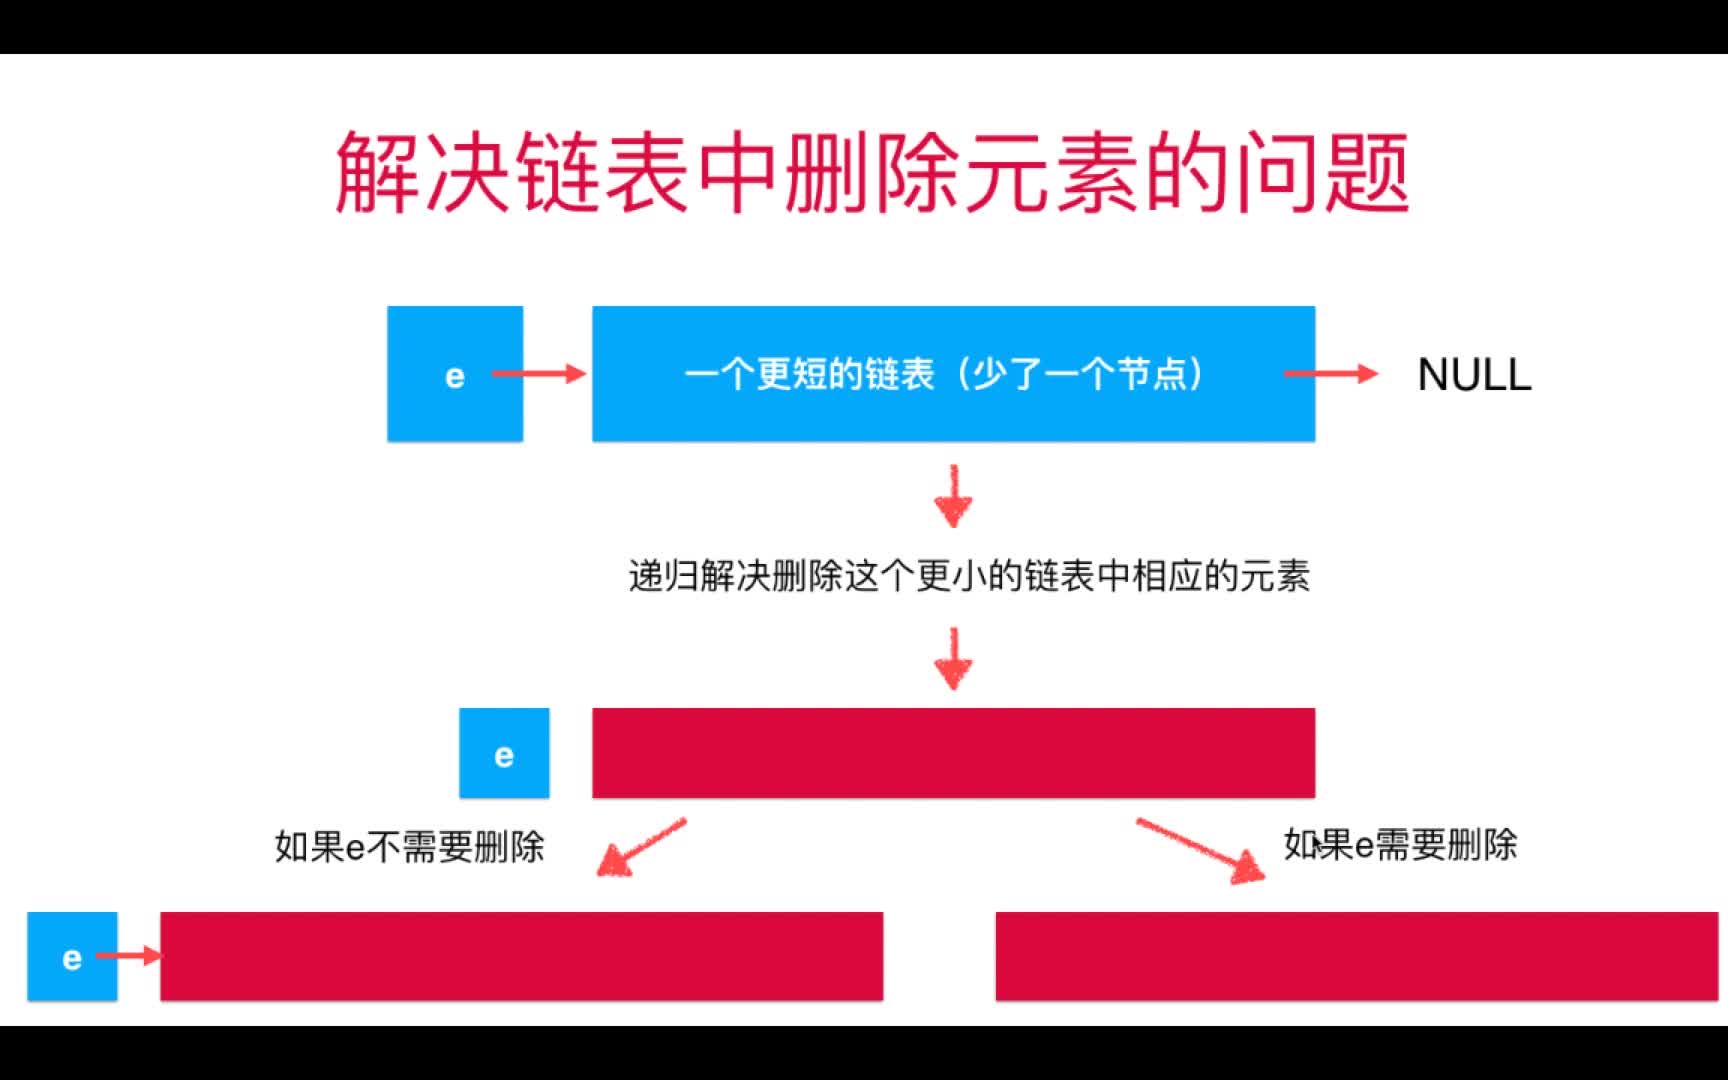 解决链表中删除元素的问题
e
一个更短的链表（少了一个节点）
NULL
递归解决删除这个更小的链表中相应的元素
e
如果e不需要删除
如果e需要删除
e